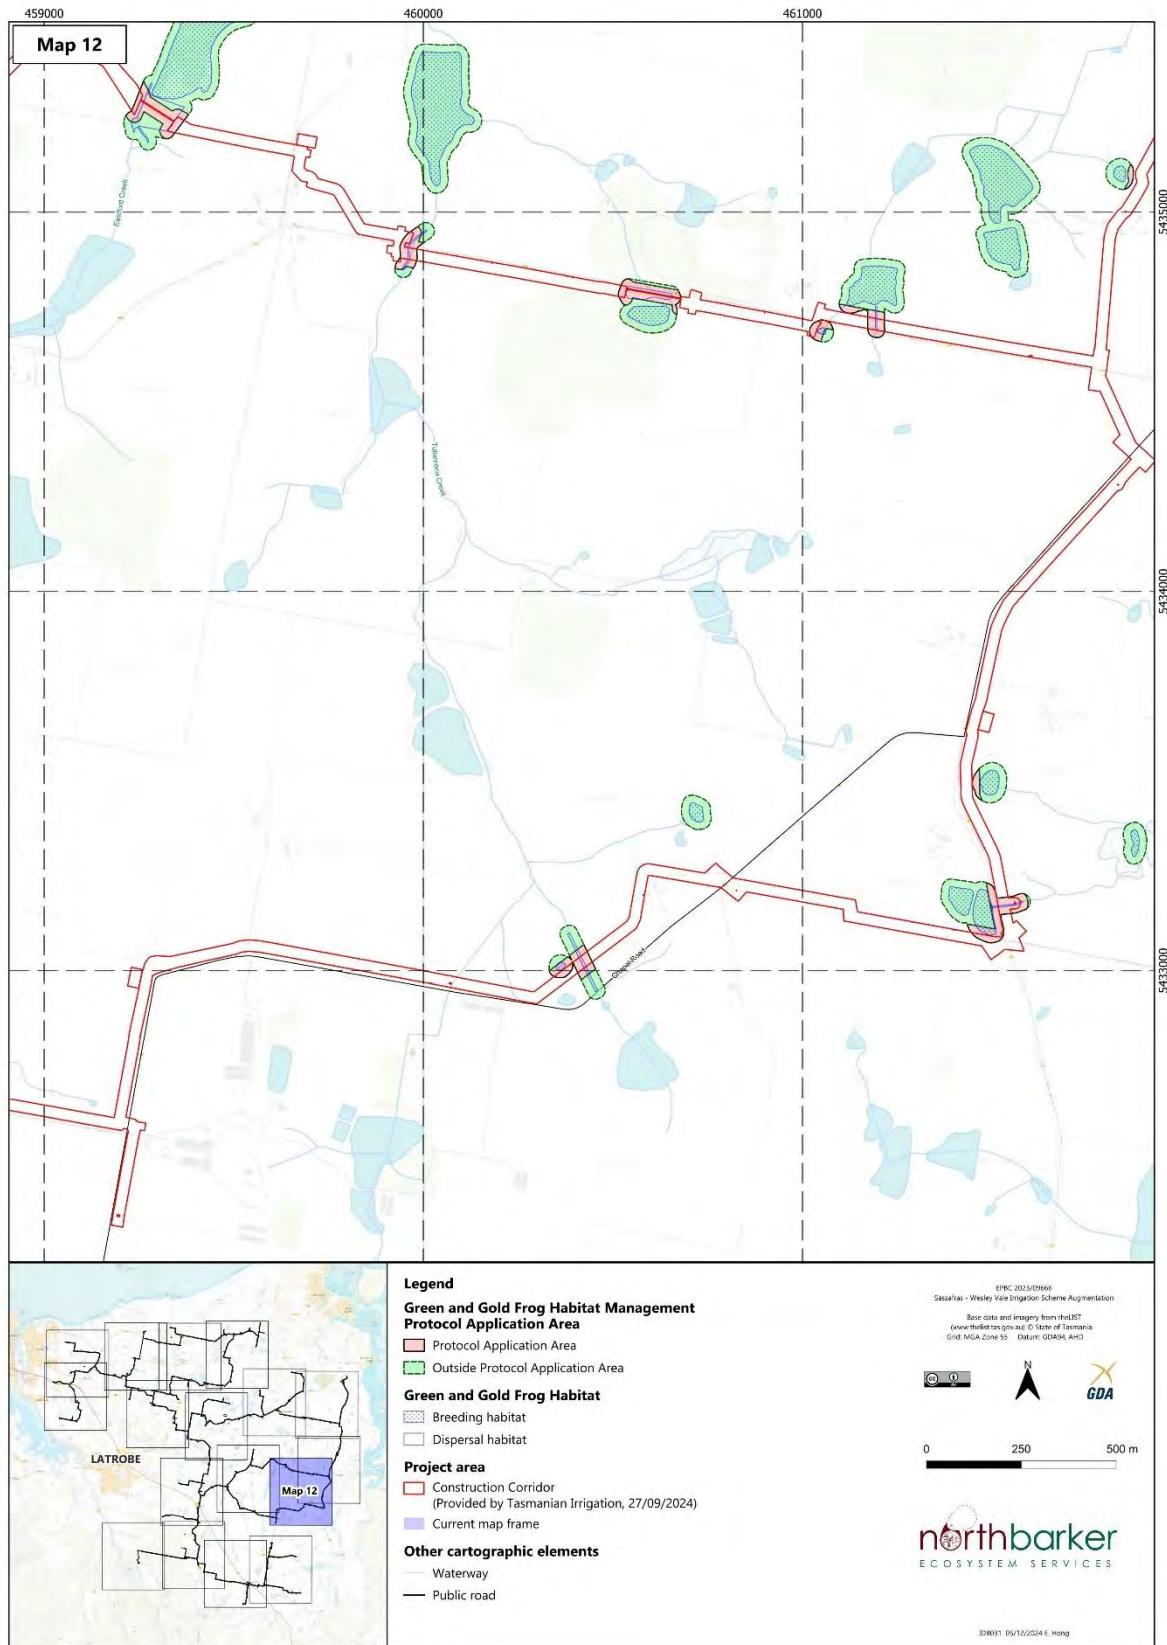 459000
460000
461000
Map 12
Eastford Creek
5435000
Tullamona Creek
5434000
Chapel Road
5433000
LATROBE
Map 12
Legend
Green and Gold Frog Habitat Management
Protocol Application Area
Protocol Application Area
Outside Protocol Application Area
Green and Gold Frog Habitat
Breeding habitat
Dispersal habitat
Project area
Construction Corridor
(Provided by Tasmanian Irrigation, 27/09/2024)
Current map frame
Other cartographic elements
Waterway
Public road
EPBC 2023/09666
Sassafras - Wesley Vale Irrigation Scheme Augmentation
Base data and imagery from theLIST
(www.thelist.tas.gov.au) © State of Tasmania
Grid: MGA Zone 55 Datum: GDA94, AHD
cc
N
GDA
0 250 500 m
northbarker
ECOSYSTEM SERVICES
05/12/2024 E. Hong